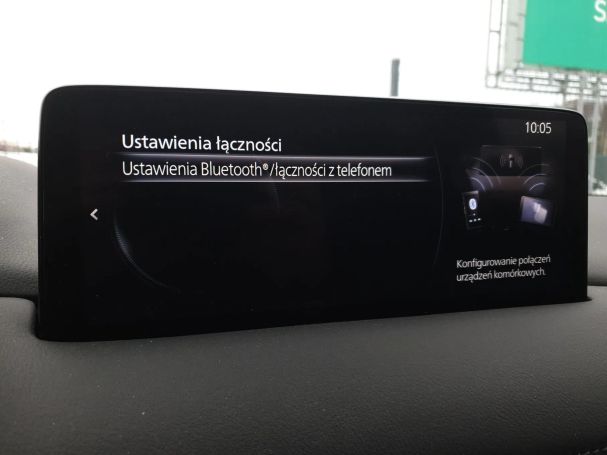 S
10:05
Ustawienia łączności
Ustawienia Bluetooth®/łączności z telefonem
Konfigurowanie połączeń
urządzeń komórkowych.